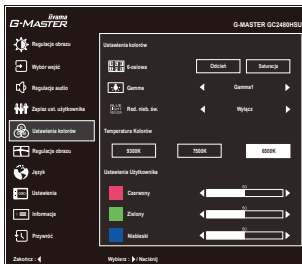 iiyama
G-MASTER
G-MASTER GC2480HSU
Regulacje obrazu
Wybór wejść
Regulacje audio
Zapisz ust. użytkownika
Ustawienia kolorów
Regulacje obrazu
Język
Ustawienia
Informacje
Przywróć
Ustawienia kolorów
6-osiowa
Odcień
Saturacja
Gamma
Gamma1
Red. nieb. św.
Wyłącz
Temperatura Kolorów
9300K
7500K
6500K
Ustawienia Użytkownika
Czerwony
50
Zielony
50
Niebieski
50
Zakończ :
Wybierz : / Naciśnij